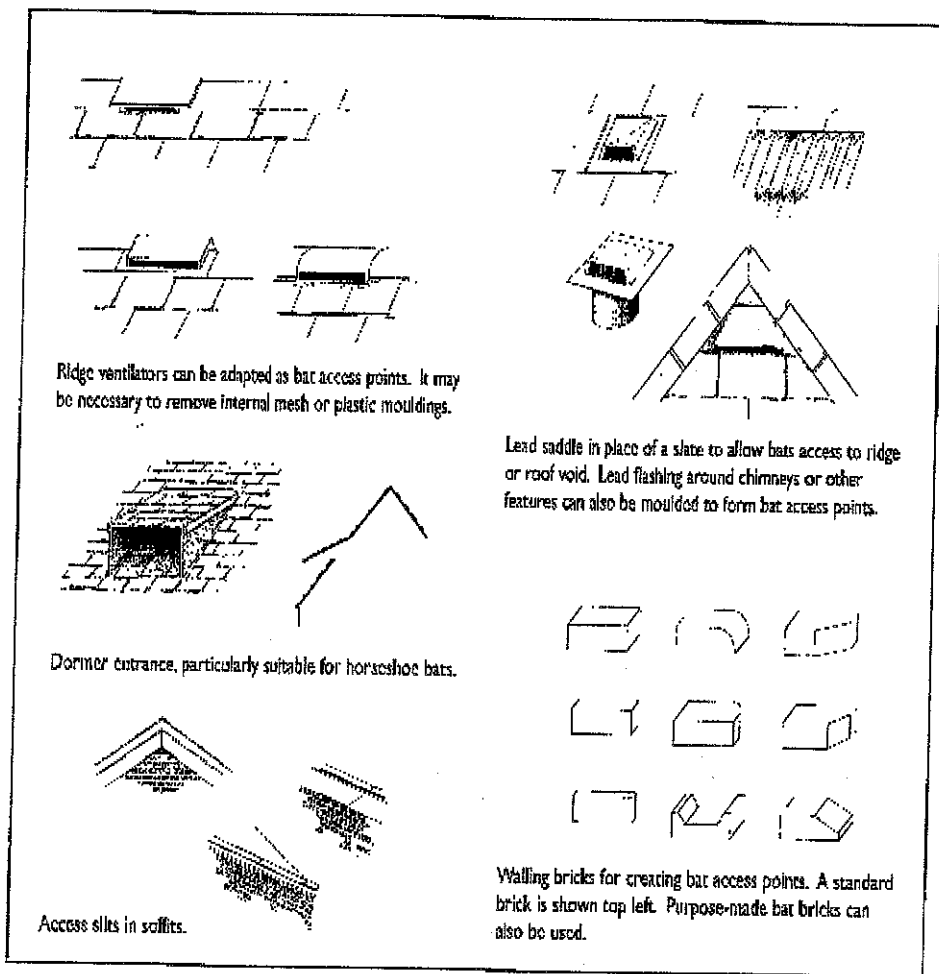 Ridge ventilators can be adapted as bat access points. It may
be necessary to remove internal mesh or plastic mouldings.
Lead saddle in place of a slate to allow bats access to ridge
or roof void. Lead flashing around chimneys or other
features can also be moulded to form bat access points.
Dormer entrance, particularly suitable for horseshoe bats.
Access slits in soffits.
Walling bricks for creating bat access points. A standard
brick is shown top left. Purpose-made bat bricks can
also be used.